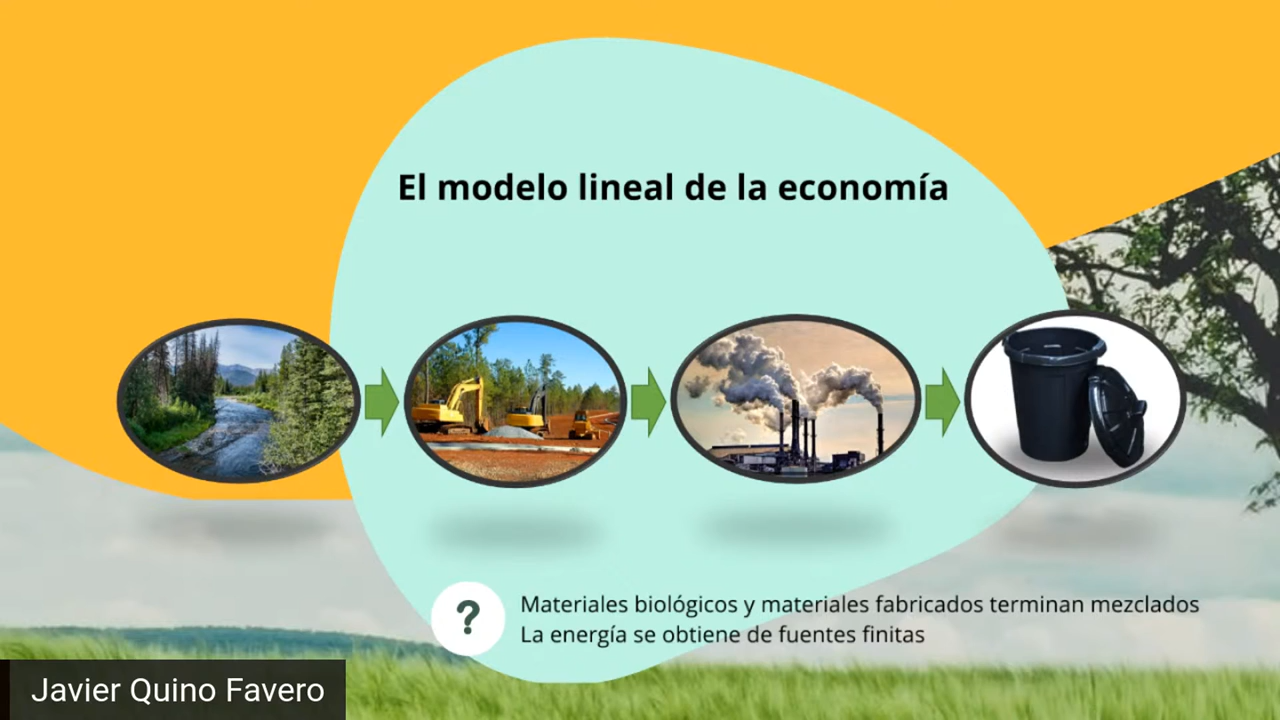 El modelo lineal de la economía
?
Materiales biológicos y materiales fabricados terminan mezclados
La energía se obtiene de fuentes finitas
Javier Quino Favero